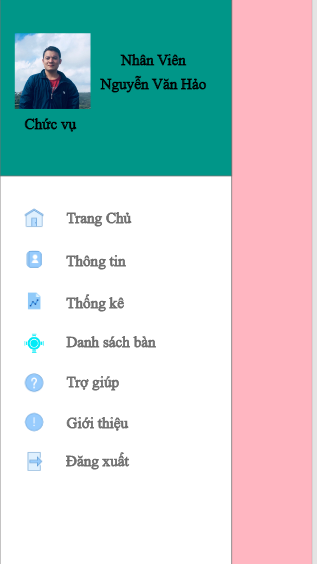 Nhân Viên
Nguyễn Văn Hảo
Chức vụ
Trang Chủ
Thông tin
Thống kê
Danh sách bàn
Trợ giúp
Giới thiệu
Đăng xuất